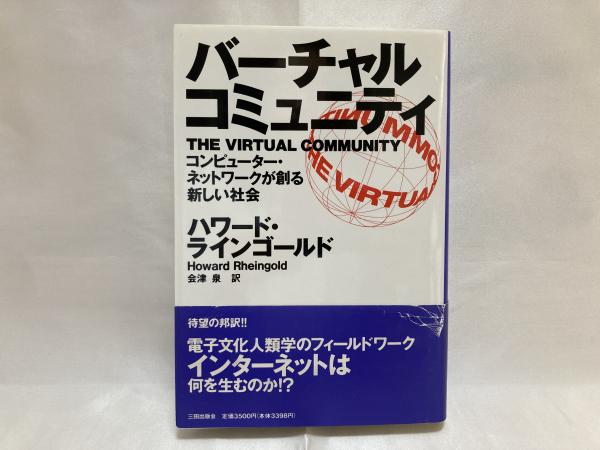 バーチャル
コミュニティ
THE VIRTUAL COMMUNITY
コンピューター・
ネットワークが創る
新しい社会
INUMMO
THE VIRTUAL
ハワード・
ラインゴールド
Howard Rheingold
会津 泉 訳
待望の邦訳!!
電子文化人類学のフィールドワーク
インターネットは
何を生むのか!?
三田出版会 定価3500円(本体3398円)